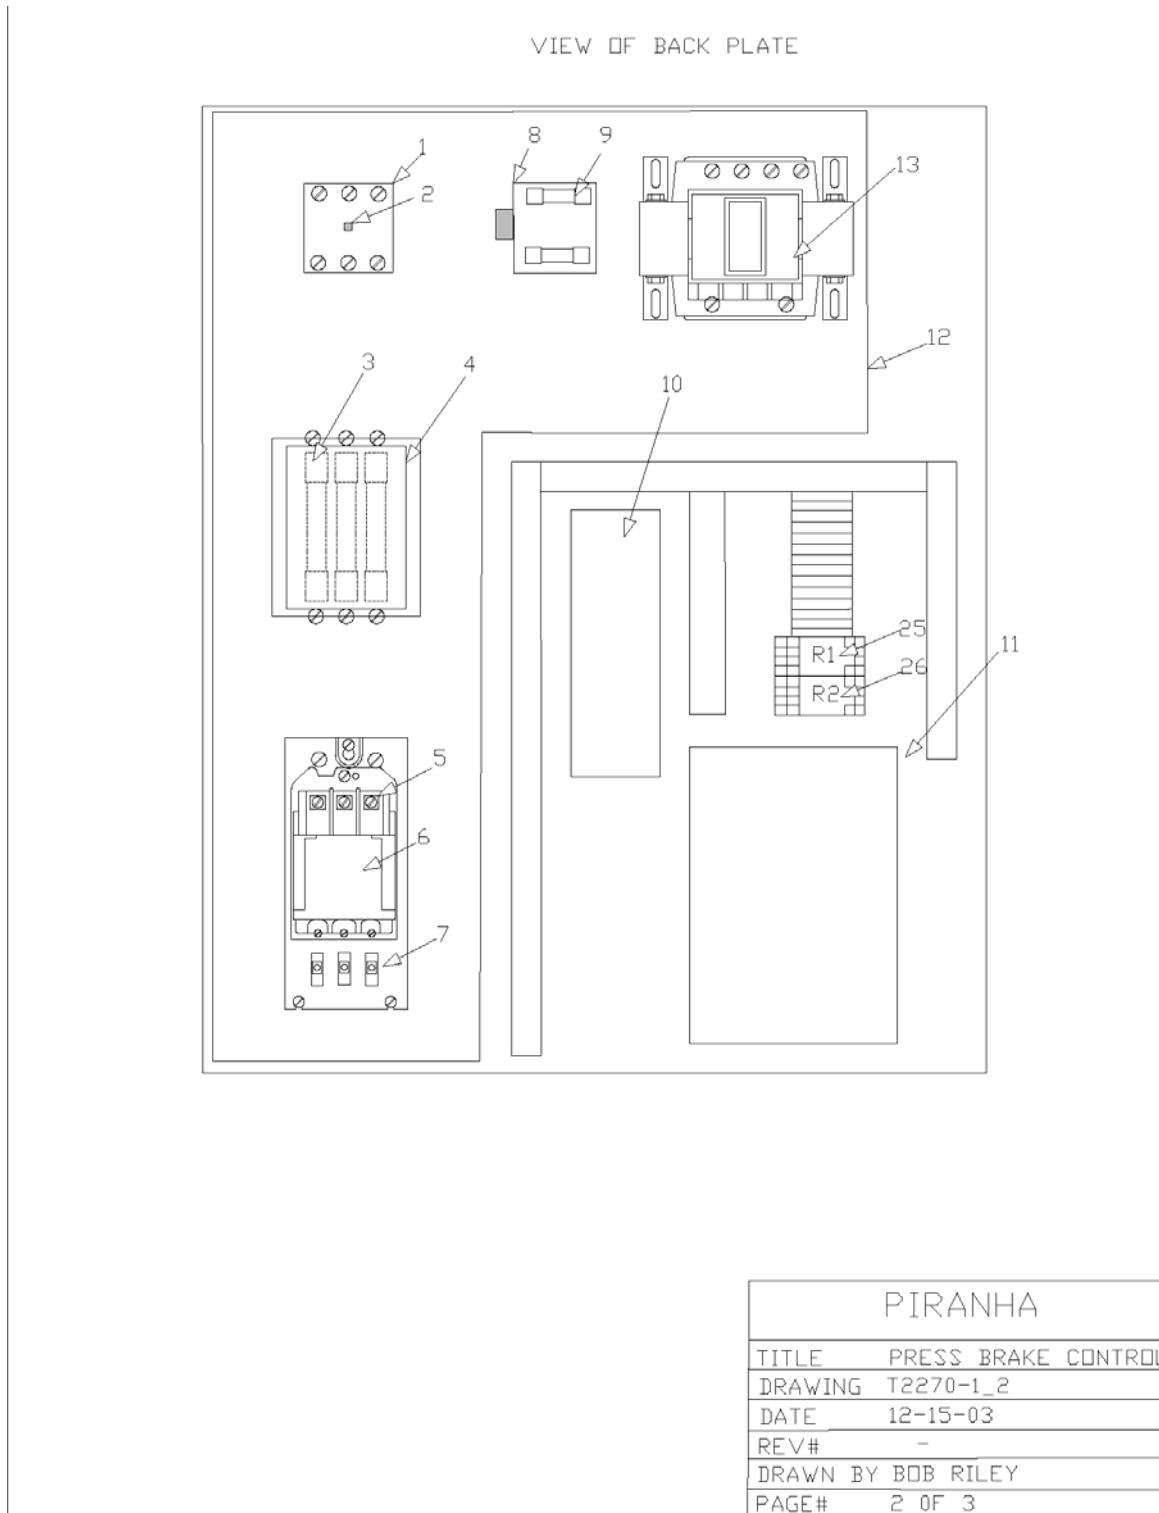 VIEW OF BACK PLATE
1
2
8
9
13
12
3
4
10
25
R1
26
R2
11
5
6
7
PIRANHA
TITLE PRESS BRAKE CONTROL
DRAWING T2270-1_2
DATE 12-15-03
REV# -
DRAWN BY BOB RILEY
PAGE# 2 OF 3